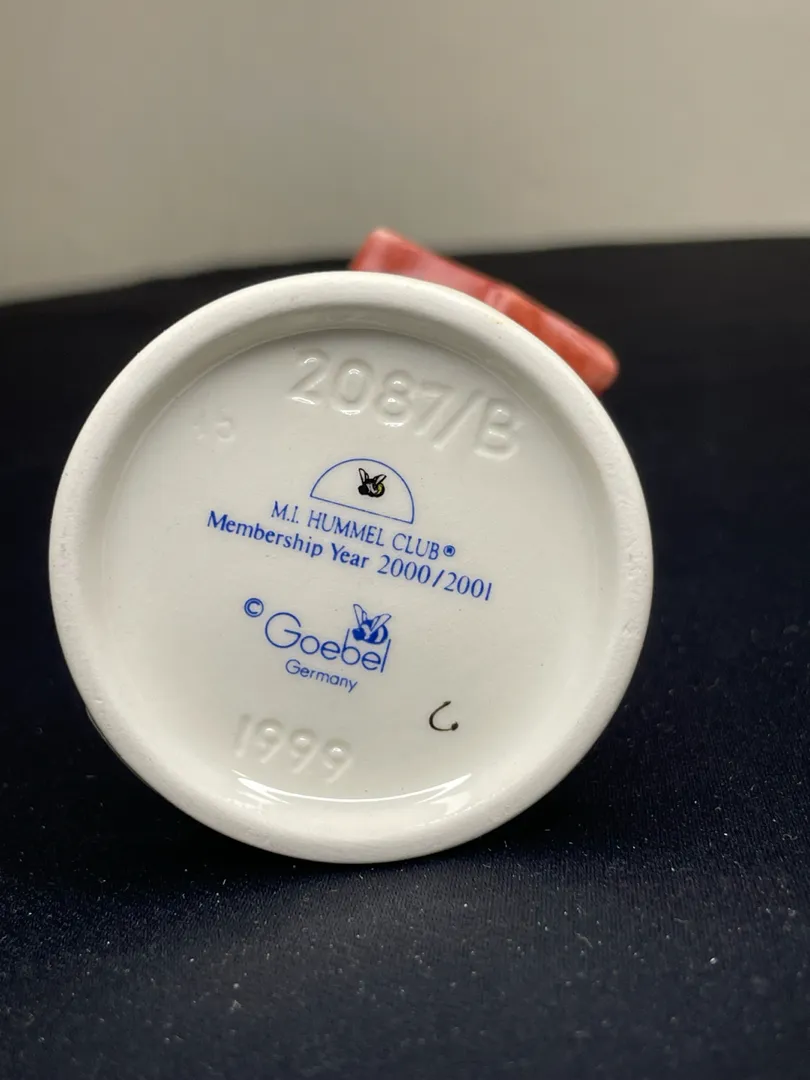 2087/B
M.I. HUMMEL CLUB®
Membership Year 2000/2001
© Goebel
Germany
1999